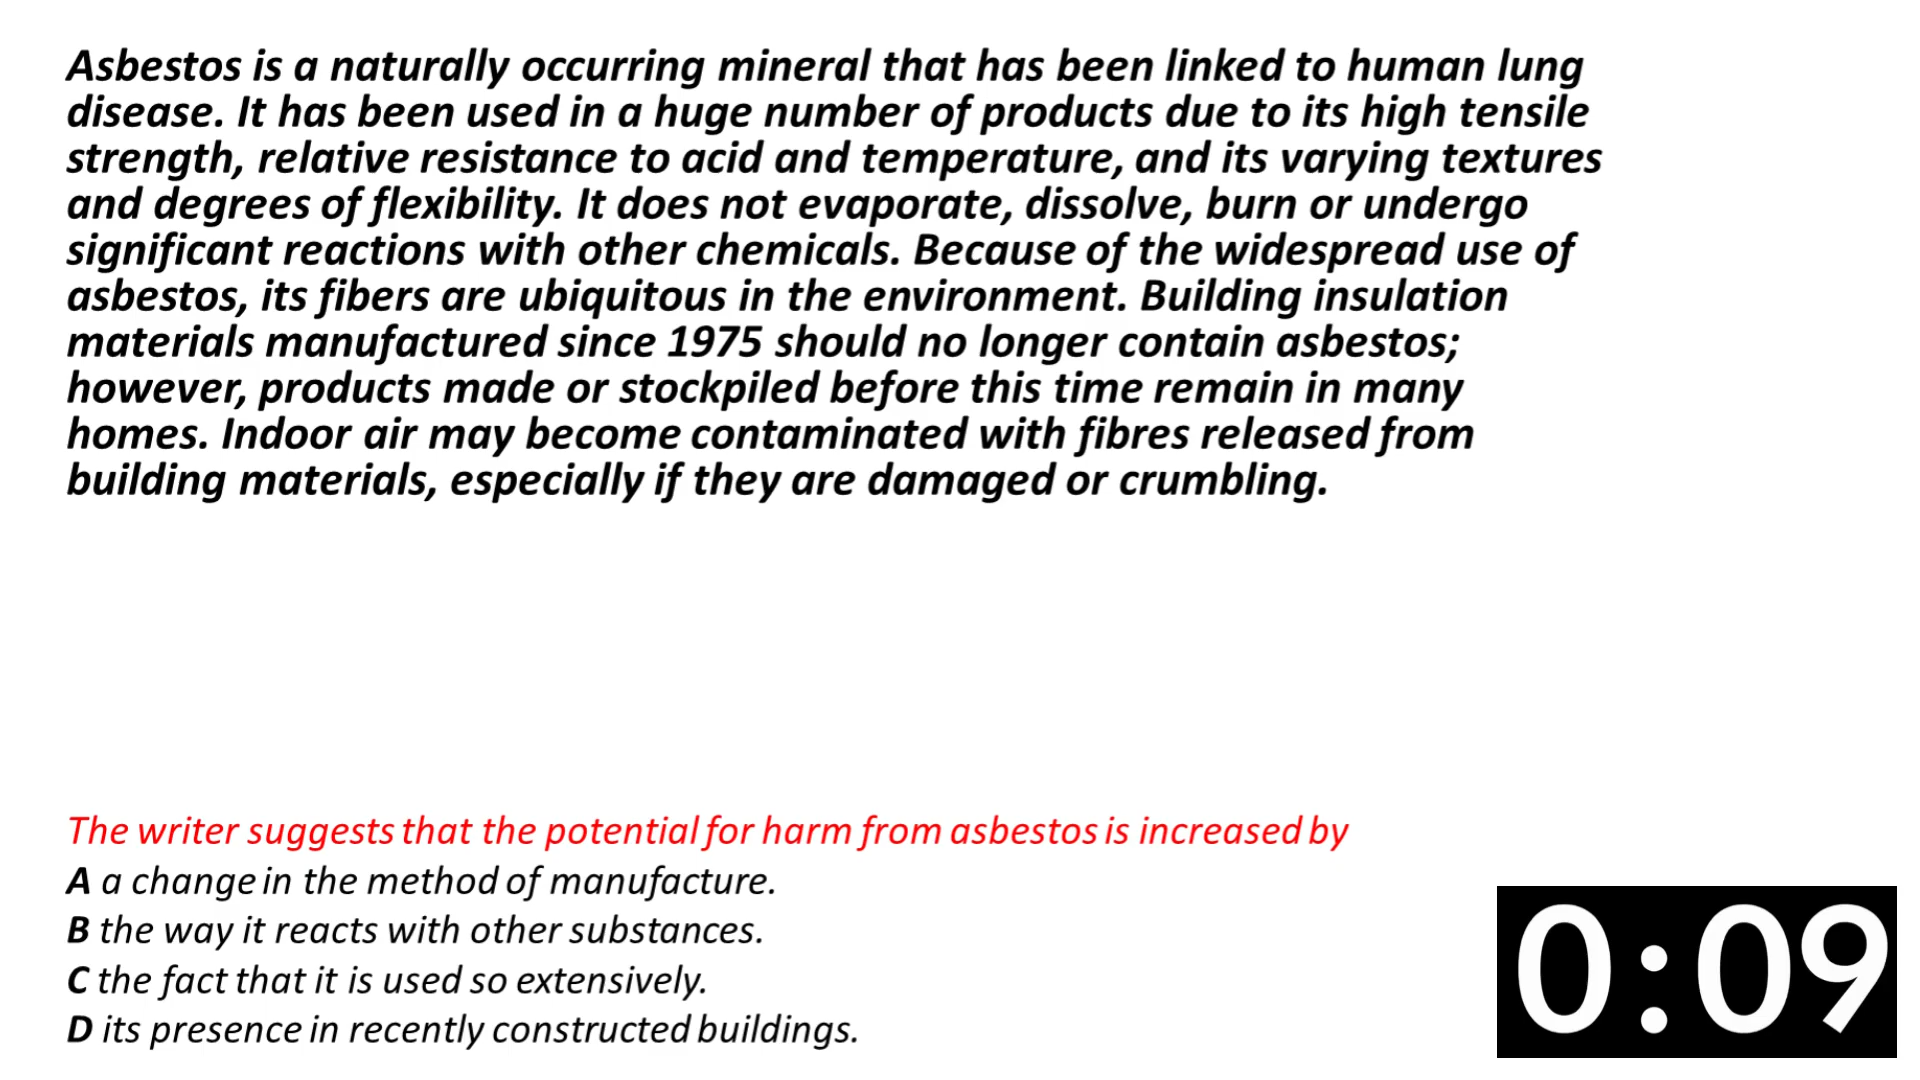 Asbestos is a naturally occurring mineral that has been linked to human lung
disease. It has been used in a huge number of products due to its high tensile
strength, relative resistance to acid and temperature, and its varying textures
and degrees of flexibility. It does not evaporate, dissolve, burn or undergo
significant reactions with other chemicals. Because of the widespread use of
asbestos, its fibers are ubiquitous in the environment. Building insulation
materials manufactured since 1975 should no longer contain asbestos;
however, products made or stockpiled before this time remain in many
homes. Indoor air may become contaminated with fibres released from
building materials, especially if they are damaged or crumbling.
The writer suggests that the potential for harm from asbestos is increased by
A a change in the method of manufacture.
B the way it reacts with other substances.
C the fact that it is used so extensively.
D its presence in recently constructed buildings.
0:09